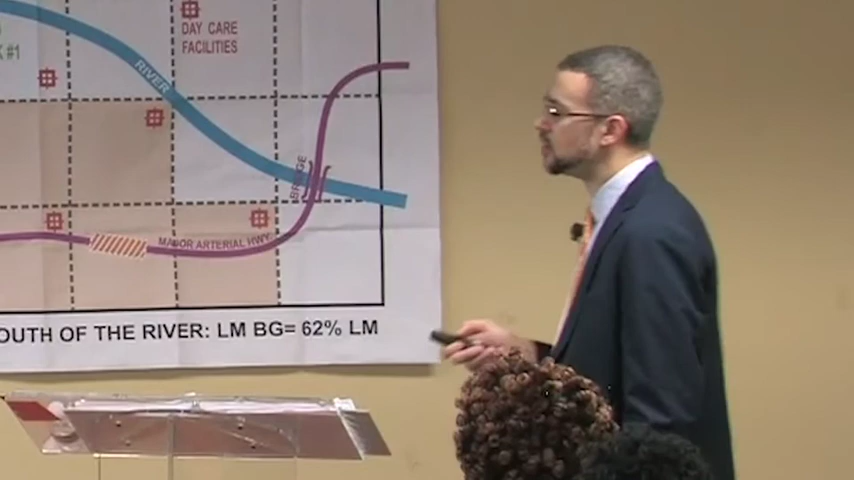 #1
DAY CARE
FACILITIES
RIVER
BRIDGE
MAJOR ARTERIAL HWY.
OUTH OF THE RIVER: LM BG= 62% LM